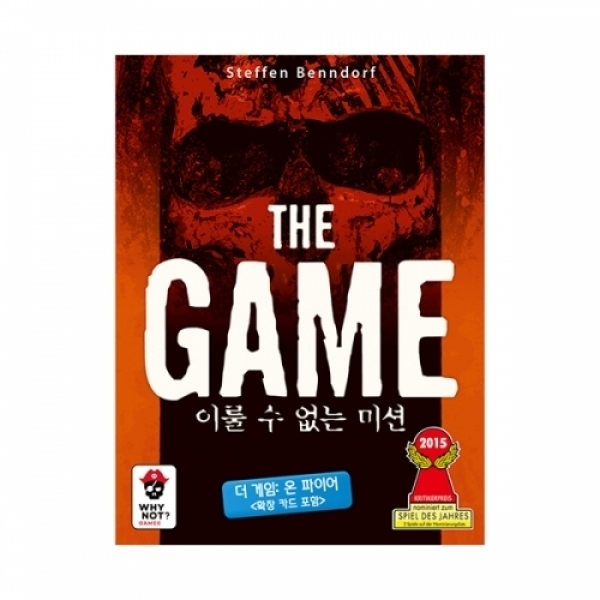 Steffen Benndorf
THE
GAME
이룰 수 없는 미션
더 게임: 온 파이어
<확장 카드 포함>
WHY
NOT?
GAMES
2015
KRITIKERPREIS
nominiert zum
SPIEL DES JAHRES